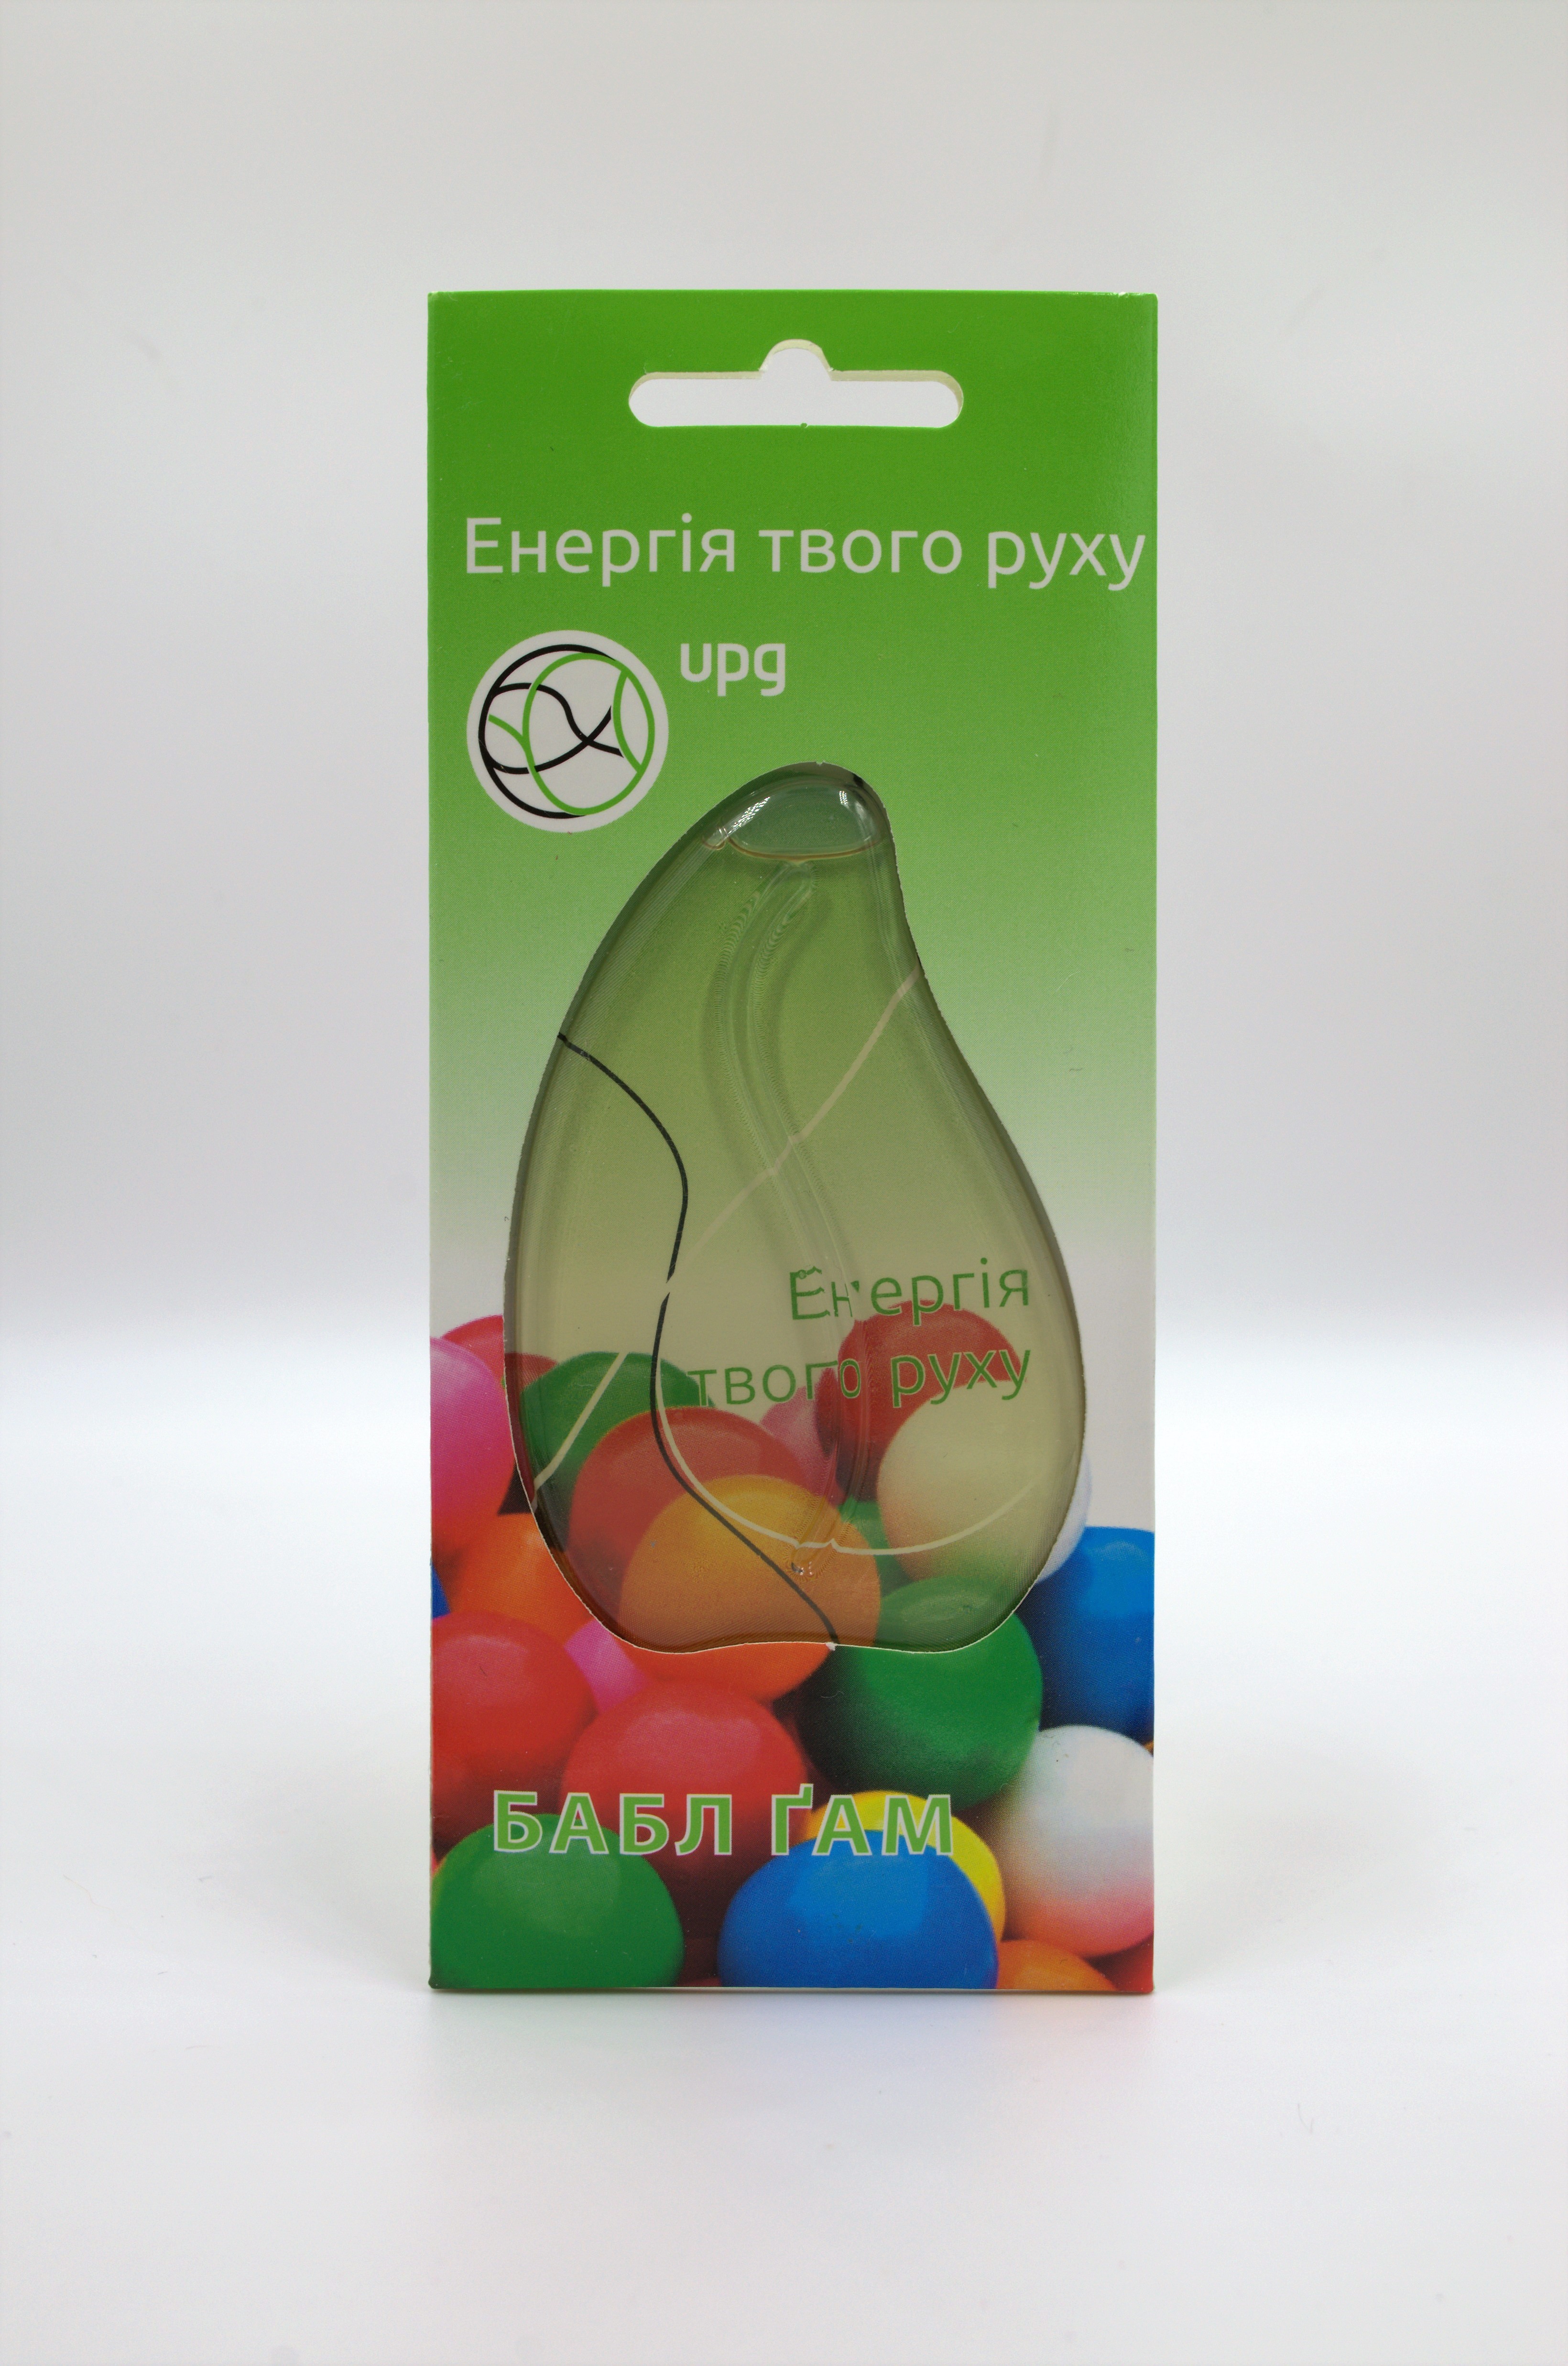 Енергія твого руху
upg
Енергія
твого руху
БАБЛ ҐАМ